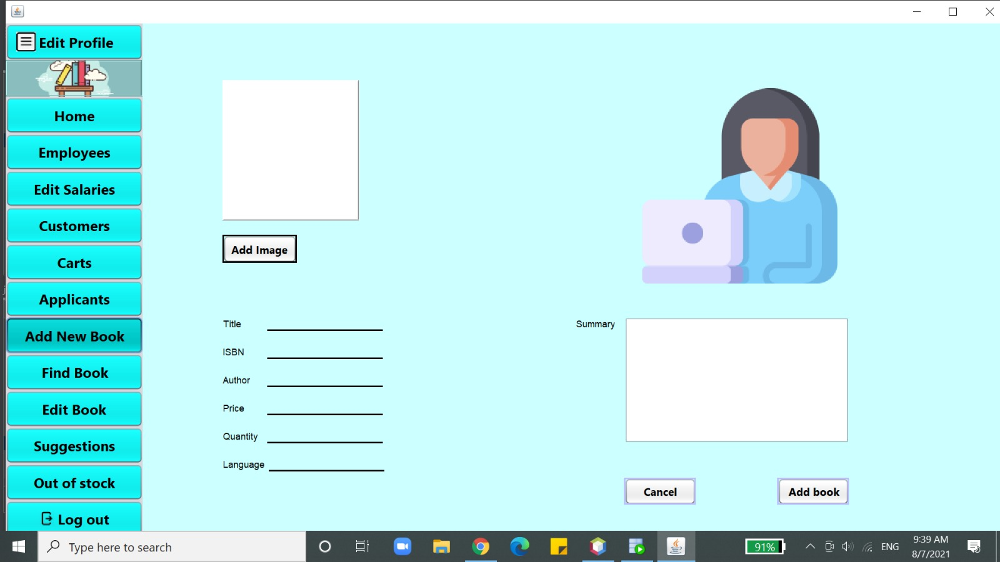 Edit Profile
Home
Employees
Edit Salaries
Customers
Carts
Applicants
Add New Book
Find Book
Edit Book
Suggestions
Out of stock
Log out
Add Image
Title
ISBN
Author
Price
Quantity
Language
Summary
Cancel
Add book
Type here to search
91%
ENG
9:39 AM
8/7/2021